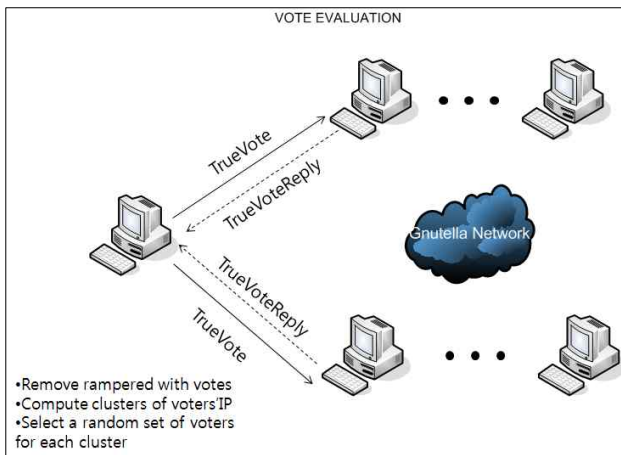 VOTE EVALUATION
TrueVote
TrueVoteReply
Gnutella Network
TrueVoteReply
TrueVote
•Remove rampered with votes
•Compute clusters of voters'IP
•Select a random set of voters
for each cluster